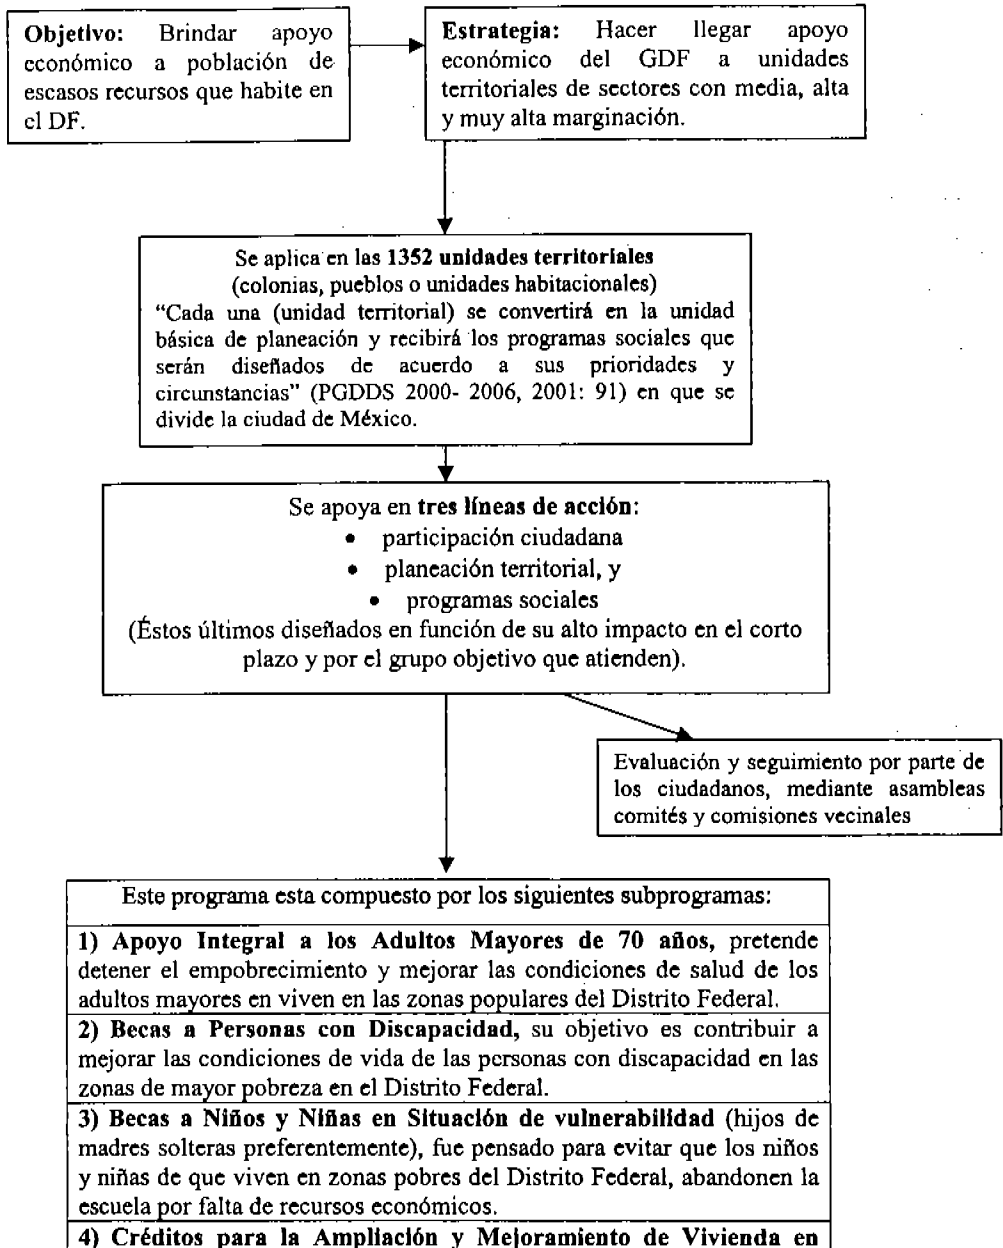 Objetivo: Brindar apoyo
económico a población de
escasos recursos que habite en
el DF.
Estrategia: Hacer llegar apoyo
económico del GDF a unidades
territoriales de sectores con media, alta
y muy alta marginación.
Se aplica en las 1352 unidades territoriales
(colonias, pueblos o unidades habitacionales)
“Cada una (unidad territorial) se convertirá en la unidad
básica de planeación y recibirá los programas sociales que
serán diseñados de acuerdo a sus prioridades y
circunstancias” (PGDDS 2000- 2006, 2001: 91) en que se
divide la ciudad de México.
Se apoya en tres líneas de acción:
• participación ciudadana
• planeación territorial, y
• programas sociales
(Éstos últimos diseñados en función de su alto impacto en el corto
plazo y por el grupo objetivo que atienden).
Evaluación y seguimiento por parte de
los ciudadanos, mediante asambleas
comités y comisiones vecinales
Este programa esta compuesto por los siguientes subprogramas:
1) Apoyo Integral a los Adultos Mayores de 70 años, pretende
detener el empobrecimiento y mejorar las condiciones de salud de los
adultos mayores en viven en las zonas populares del Distrito Federal.
2) Becas a Personas con Discapacidad, su objetivo es contribuir a
mejorar las condiciones de vida de las personas con discapacidad en las
zonas de mayor pobreza en el Distrito Federal.
3) Becas a Niños y Niñas en Situación de vulnerabilidad (hijos de
madres solteras preferentemente), fue pensado para evitar que los niños
y niñas de que viven en zonas pobres del Distrito Federal, abandonen la
escuela por falta de recursos económicos.
4) Créditos para la Ampliación y Mejoramiento de Vivienda en